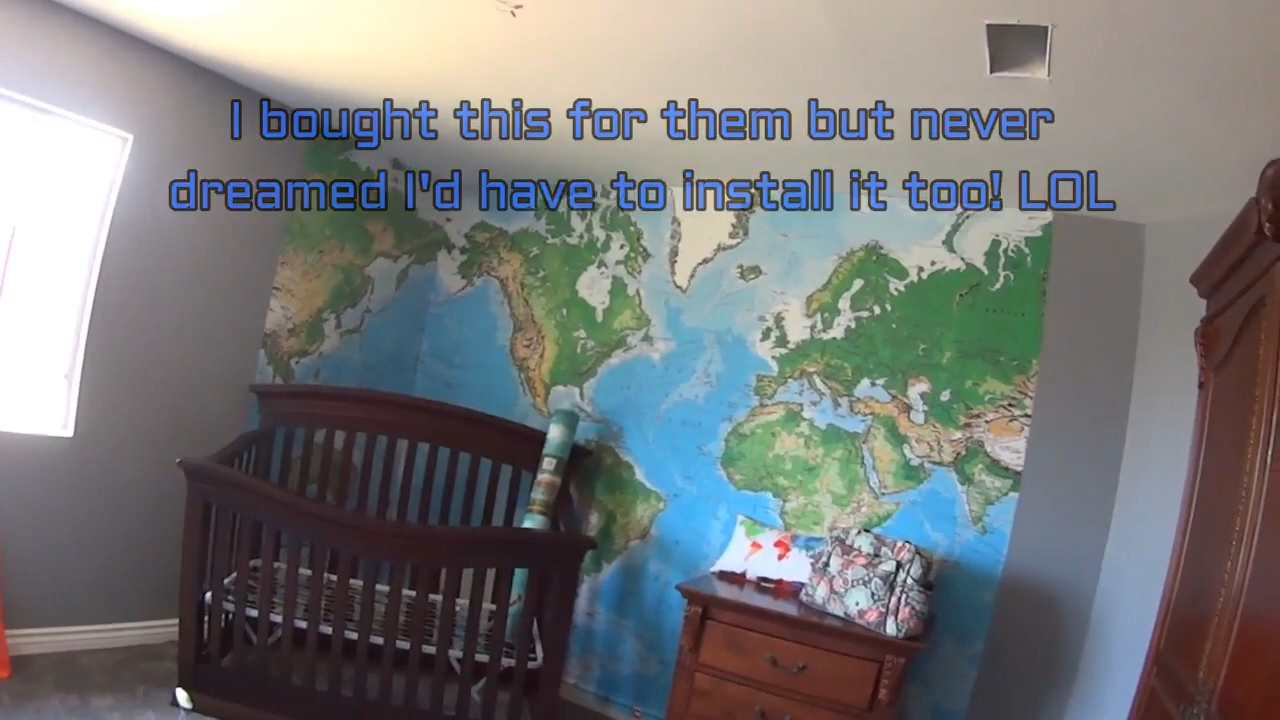 I bought this for them but never
dreamed I'd have to install it too! LOL